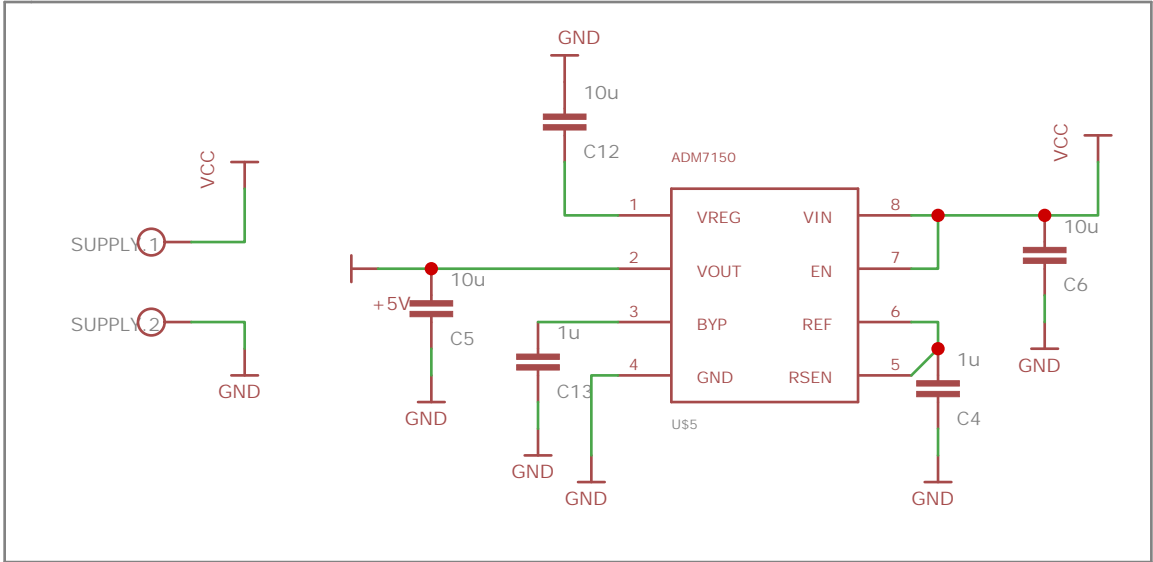 GND
10u
C12
VCC
SUPPLY.1
SUPPLY.2
GND
ADM7150
1
VREG
VIN
8
2
VOUT
EN
7
3
BYP
REF
6
4
GND
RSEN
5
U$5
+5V
10u
C5
GND
1u
C13
GND
GND
VCC
10u
C6
GND
1u
C4
GND